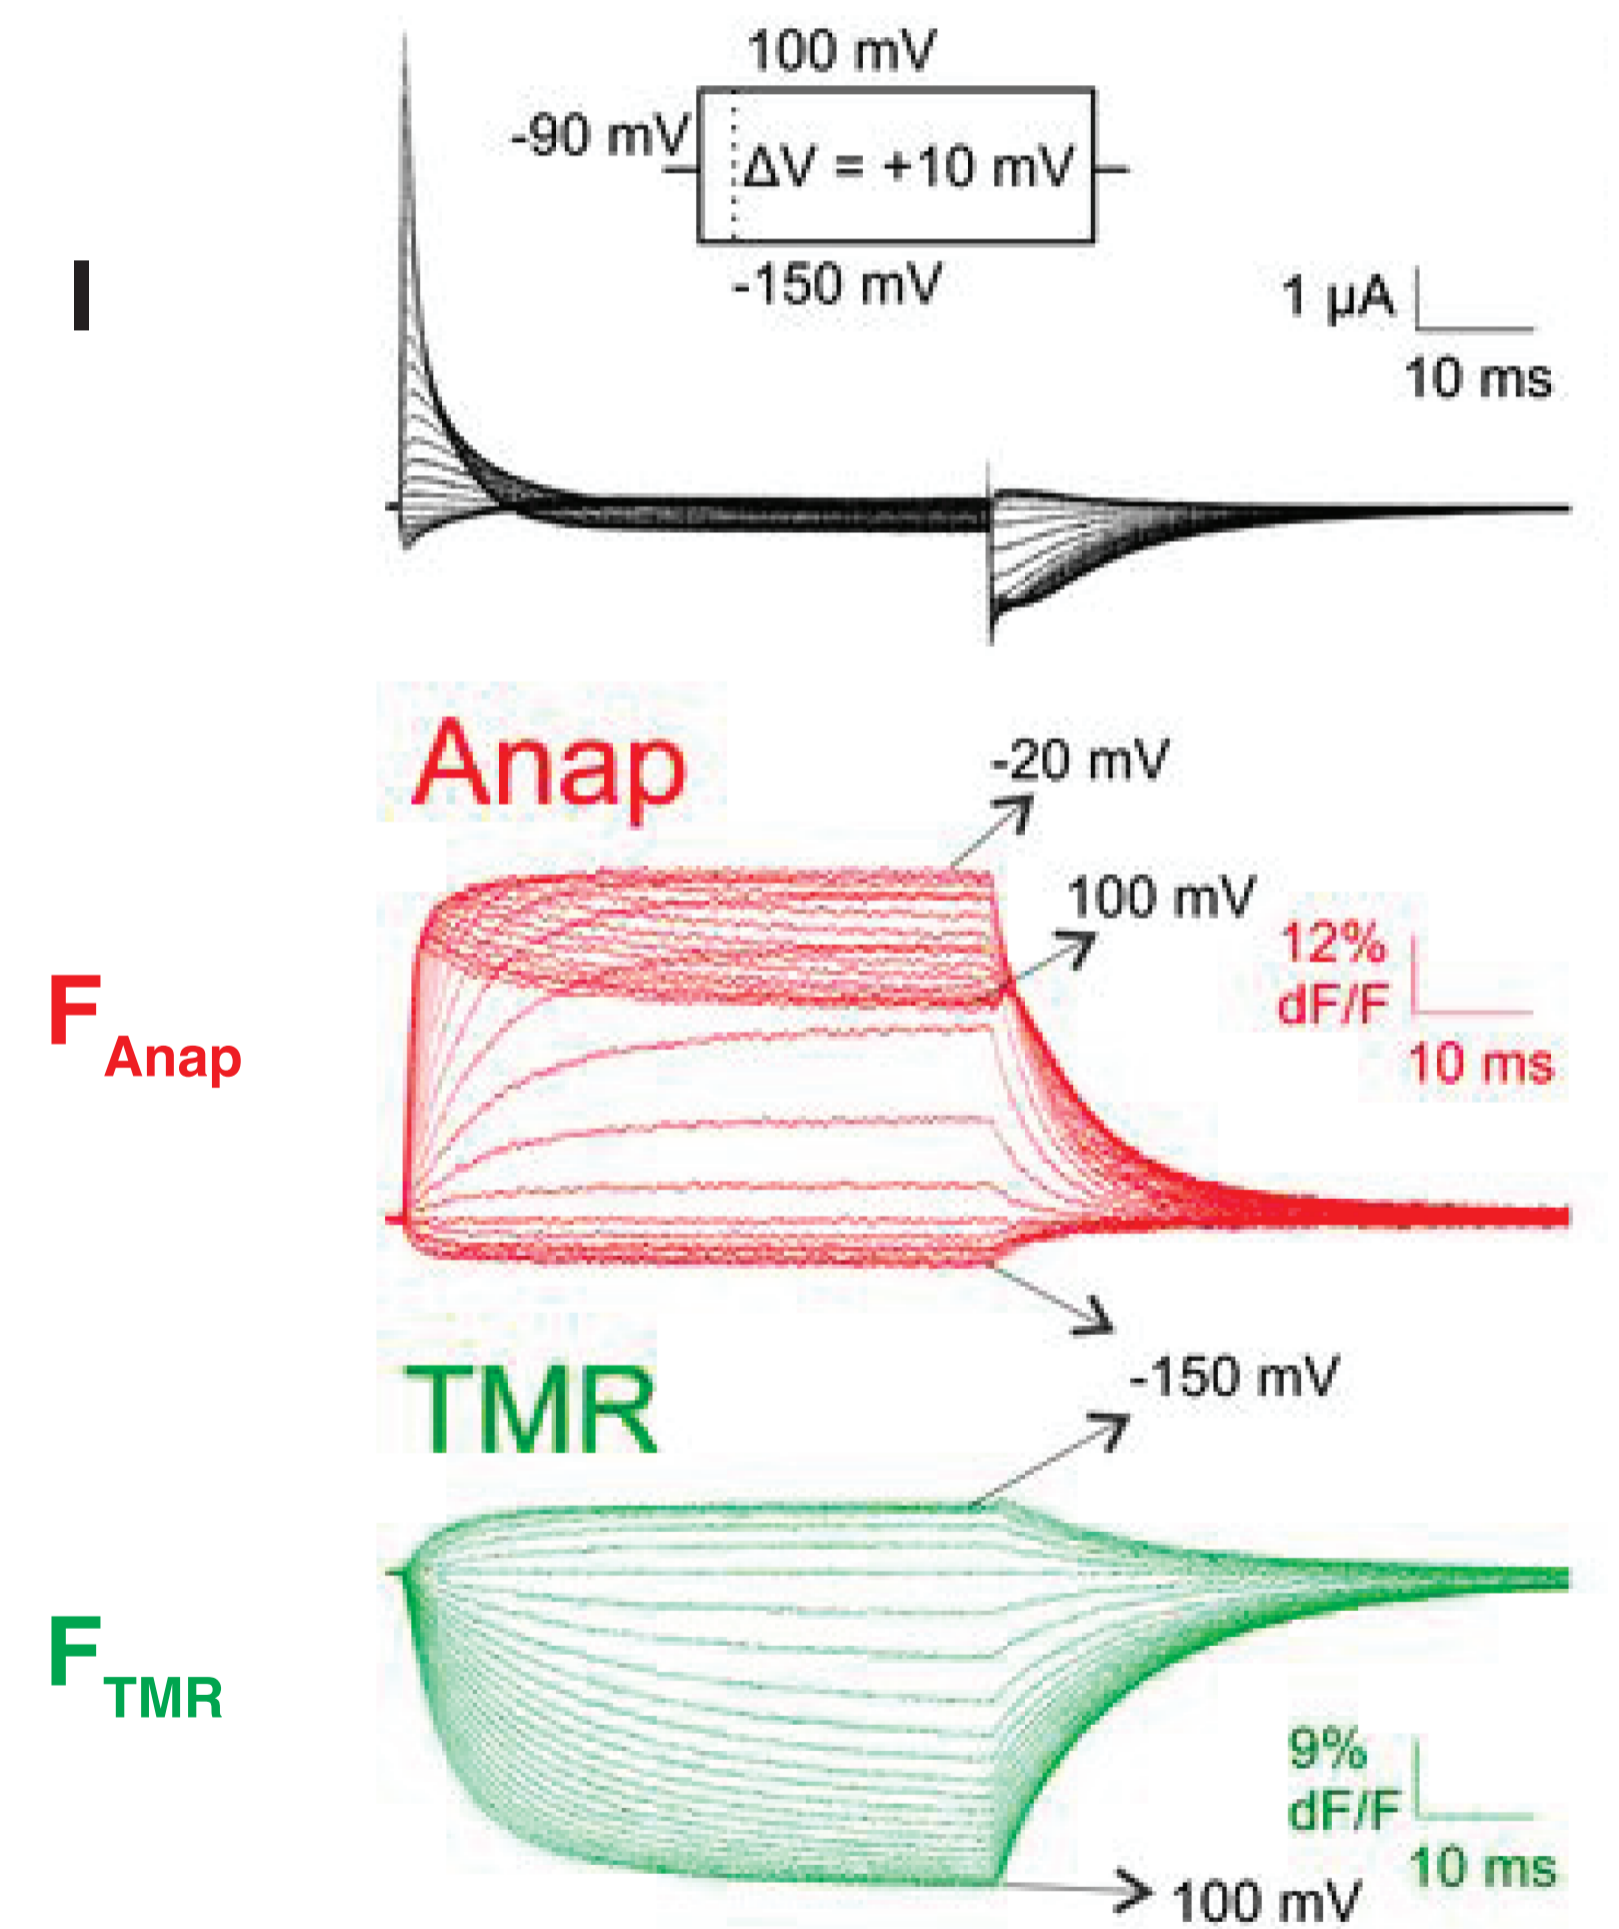 100 mV
-90 mV
ΔV = +10 mV
-150 mV
I
1 µA
10 ms
Anap
-20 mV
100 mV
12%
dF/F
10 ms
F Anap
-150 mV
TMR
F TMR
9%
dF/F
10 ms
100 mV